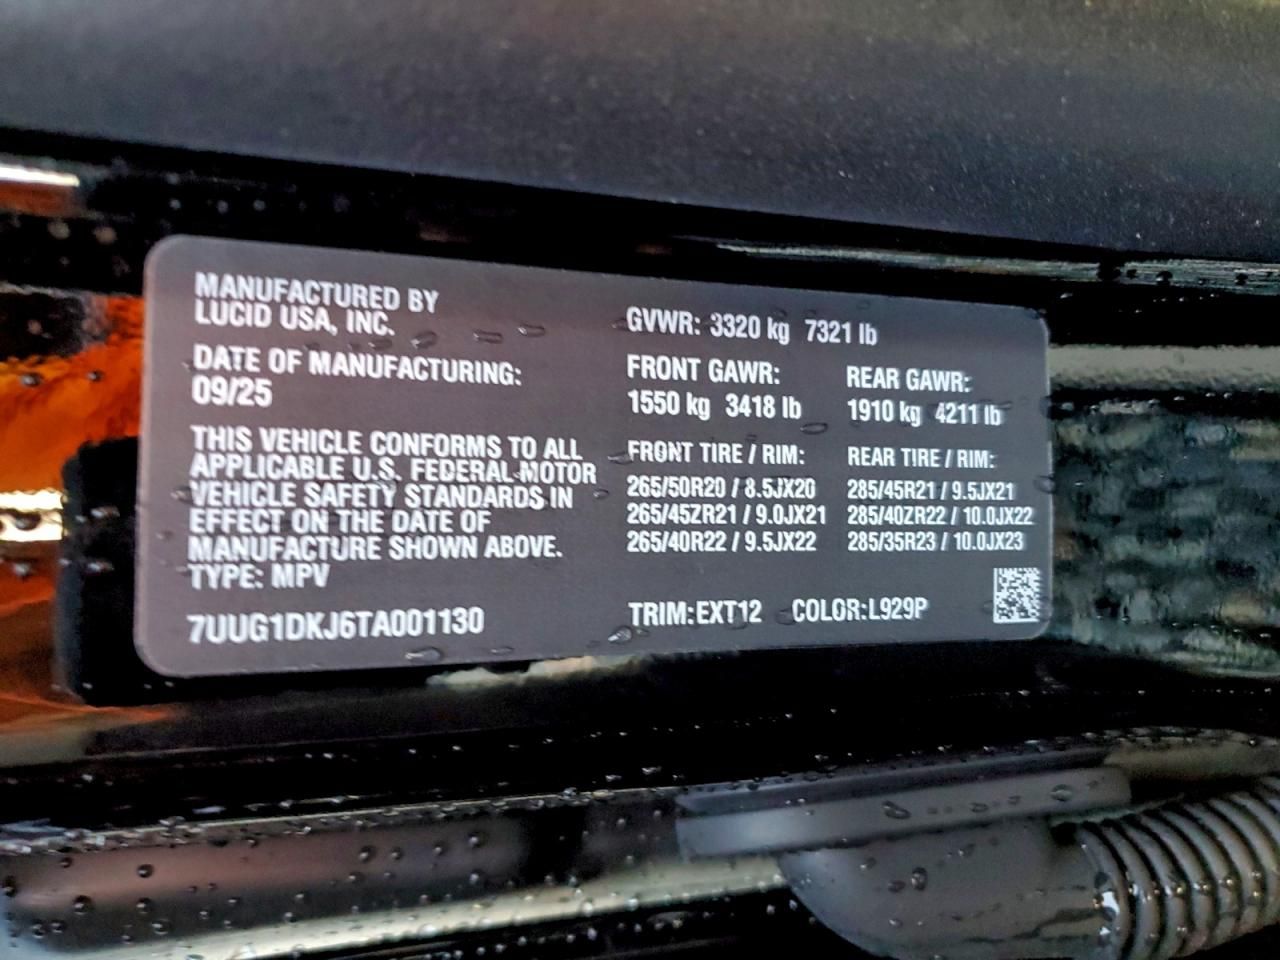 MANUFACTURED BY
LUCID USA, INC.
DATE OF MANUFACTURING:
09/25
THIS VEHICLE CONFORMS TO ALL
APPLICABLE U.S. FEDERAL MOTOR
VEHICLE SAFETY STANDARDS IN
EFFECT ON THE DATE OF
MANUFACTURE SHOWN ABOVE.
TYPE: MPV
7UUG1DKJ6TA001130
GVWR: 3320 kg 7321 lb
FRONT GAWR:
1550 kg 3418 lb
REAR GAWR:
1910 kg 4211 lb
FRONT TIRE / RIM:
265/50R20 / 8.5JX20
265/45ZR21 / 9.0JX21
265/40R22 / 9.5JX22
REAR TIRE / RIM:
285/45R21 / 9.5JX21
285/40ZR22 / 10.0JX22
285/35R23 / 10.0JX23
TRIM:EXT12 COLOR:L929P